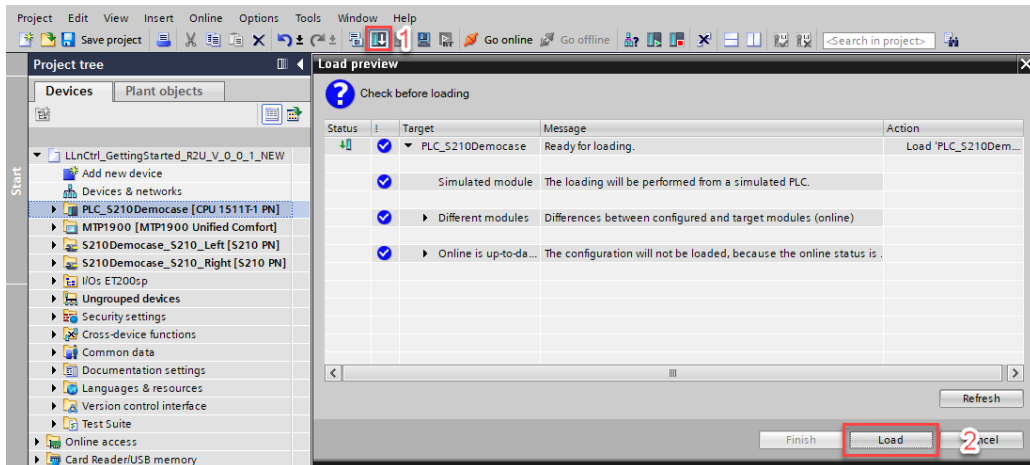 Project Edit View Insert Online Options Tools Window Help
Save project 1 Go online Go offline <Search in project>
Project tree
Load preview
Devices Plant objects
Check before loading
Status ! Target Message Action
PLC_S210Democase Ready for loading. Load 'PLC_S210Dem...
Simulated module The loading will be performed from a simulated PLC.
Different modules Differences between configured and target modules (online)
Online is up-to-da... The configuration will not be loaded, because the online status is .
Start
LLnCtrl_GettingStarted_R2U_V_0_0_1_NEW
Add new device
Devices & networks
PLC_S210Democase [CPU 1511T-1 PN]
MTP1900 [MTP1900 Unified Comfort]
S210Democase_S210_Left [S210 PN]
S210Democase_S210_Right [S210 PN]
I/Os ET200sp
Ungrouped devices
Security settings
Cross-device functions
Common data
Documentation settings
Languages & resources
Version control interface
Test Suite
Online access
Card Reader/USB memory
Refresh
Finish Load 2 ncel